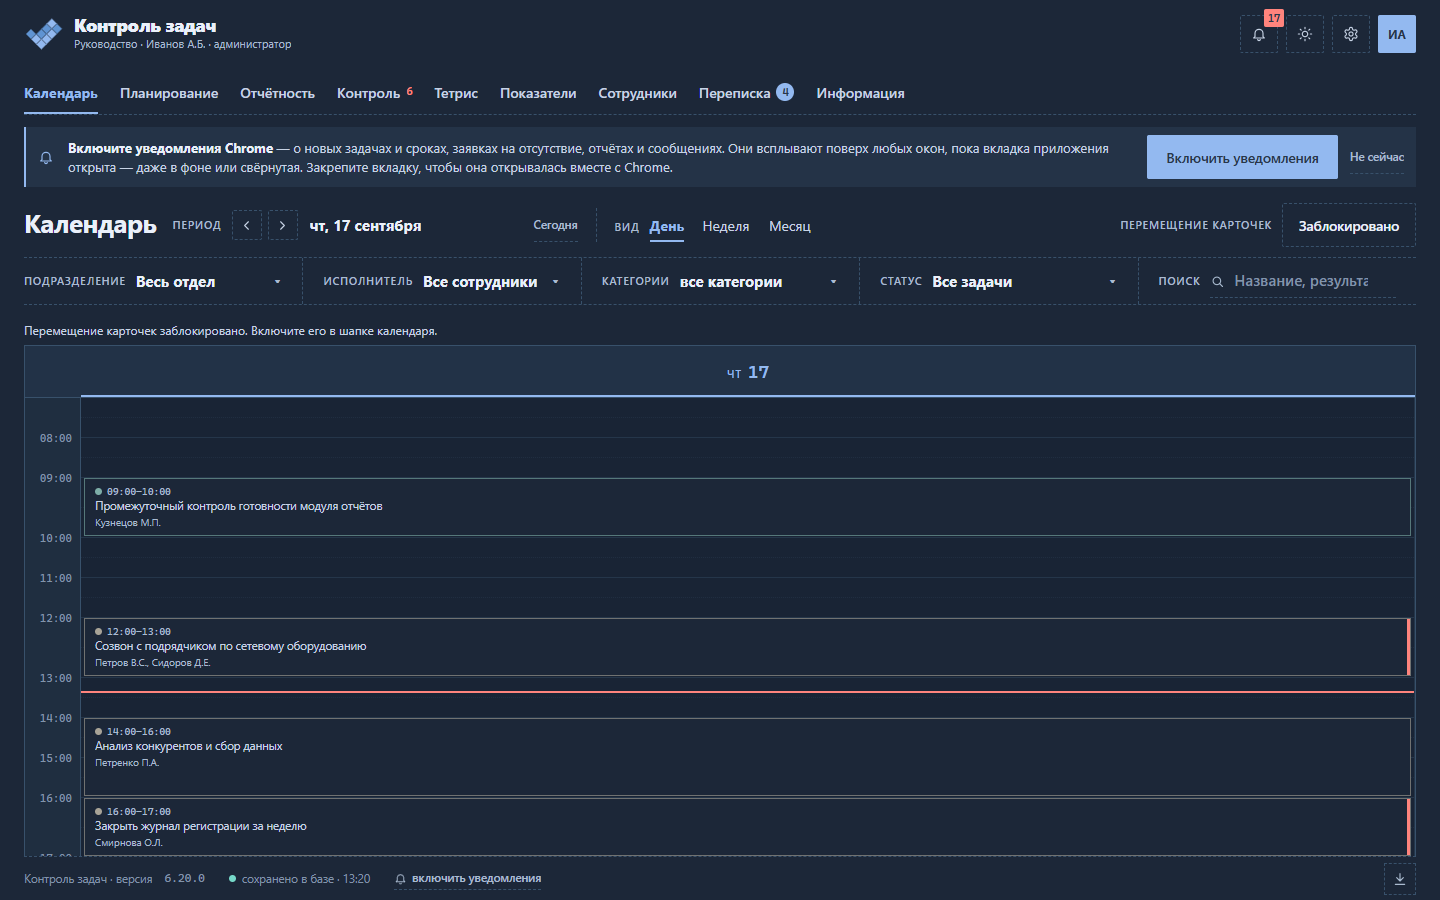 Контроль задач
Руководство · Иванов А.Б. · администратор
17
ИА
Календарь Планирование Отчётность Контроль 6 Тетрис Показатели Сотрудники Переписка 4 Информация
Включите уведомления Chrome — о новых задачах и сроках, заявках на отсутствие, отчётах и сообщениях. Они всплывают поверх любых окон, пока вкладка приложения
открыта — даже в фоне или свёрнутая. Закрепите вкладку, чтобы она открывалась вместе с Chrome.
Включить уведомления
Не сейчас
Календарь ПЕРИОД чт, 17 сентября Сегодня ВИД День Неделя Месяц ПЕРЕМЕЩЕНИЕ КАРТОЧЕК Заблокировано
ПОДРАЗДЕЛЕНИЕ Весь отдел ИСПОЛНИТЕЛЬ Все сотрудники КАТЕГОРИИ все категории СТАТУС Все задачи ПОИСК Название, результа
Перемещение карточек заблокировано. Включите его в шапке календаря.
чт 17
08:00
09:00
09:00–10:00
Промежуточный контроль готовности модуля отчётов
Кузнецов М.П.
10:00
11:00
12:00
12:00–13:00
Созвон с подрядчиком по сетевому оборудованию
Петров В.С., Сидоров Д.Е.
13:00
14:00
14:00–16:00
Анализ конкурентов и сбор данных
15:00
Петренко П.А.
16:00
16:00–17:00
Закрыть журнал регистрации за неделю
Смирнова О.Л.
17:00
Контроль задач · версия 6.20.0 сохранено в базе · 13:20 включить уведомления